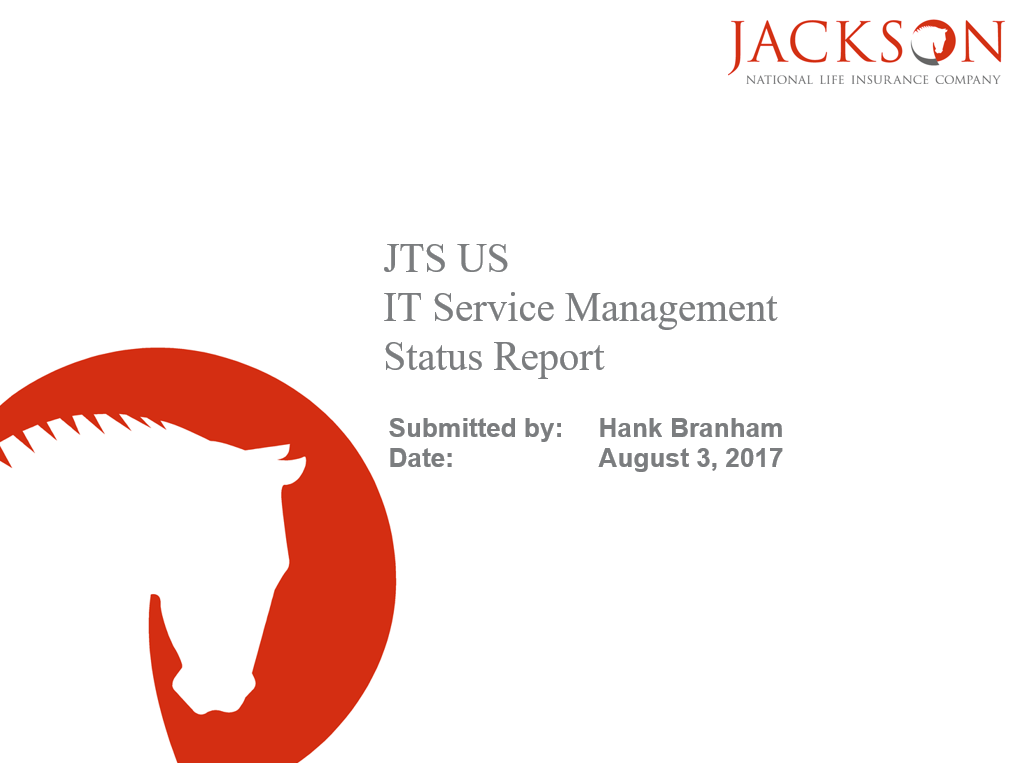 JACKSON
NATIONAL LIFE INSURANCE COMPANY
JTS US
IT Service Management
Status Report
Submitted by: Hank Branham
Date: August 3, 2017